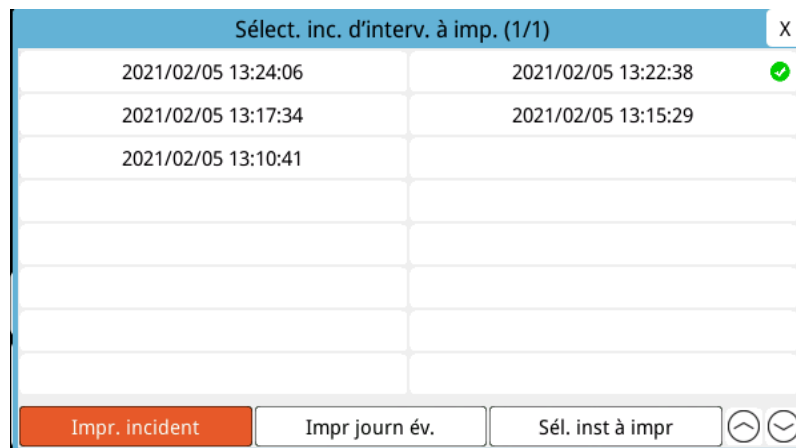 Sélect. inc. d’interv. à imp. (1/1) X
2021/02/05 13:24:06 2021/02/05 13:22:38
2021/02/05 13:17:34 2021/02/05 13:15:29
2021/02/05 13:10:41
Impr. incident Impr journ év. Sél. inst à impr